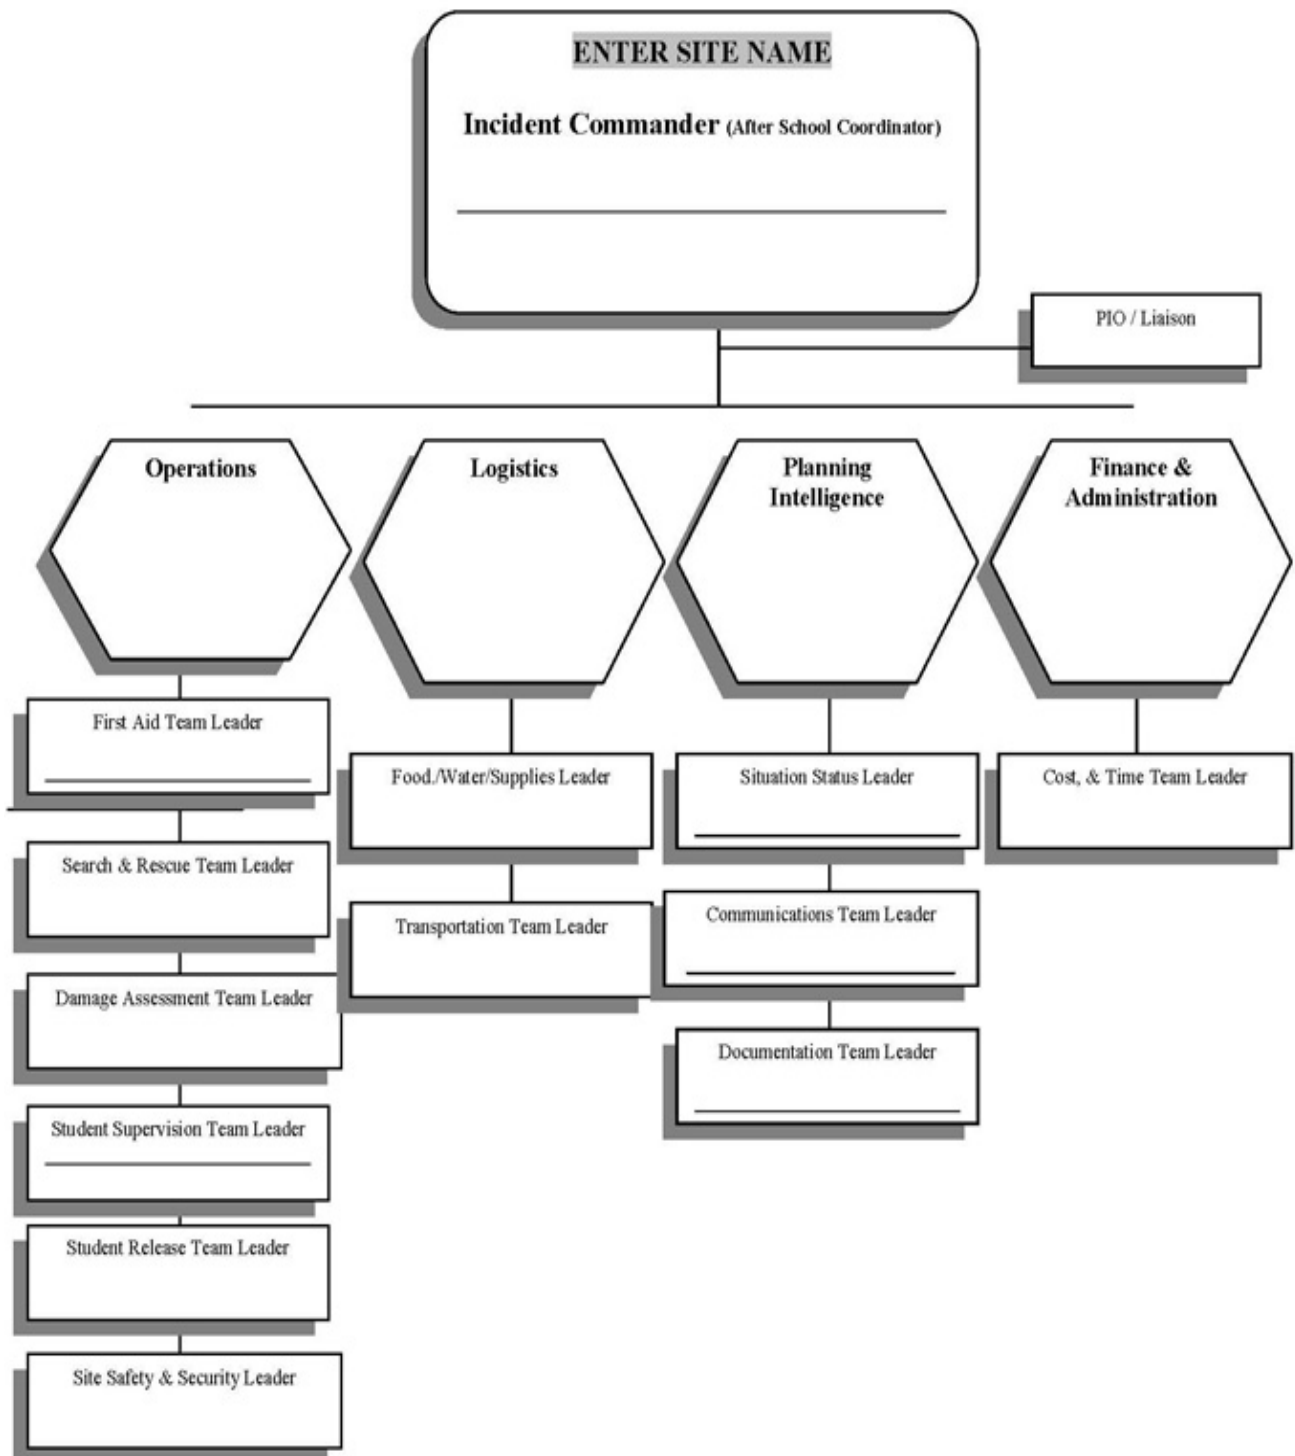 ENTER SITE NAME
Incident Commander (After School Coordinator)
PIO / Liaison
Operations
Logistics
Planning
Intelligence
Finance &
Administration
First Aid Team Leader
Search & Rescue Team Leader
Damage Assessment Team Leader
Student Supervision Team Leader
Student Release Team Leader
Site Safety & Security Leader
Food./Water/Supplies Leader
Transportation Team Leader
Situation Status Leader
Communications Team Leader
Documentation Team Leader
Cost, & Time Team Leader